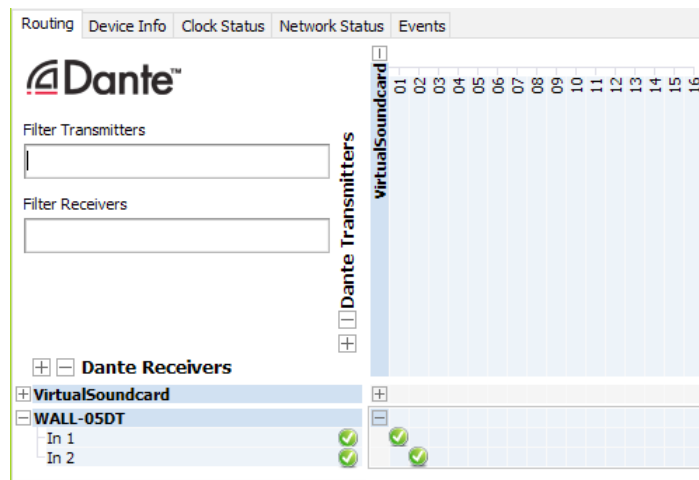 Routing Device Info Clock Status Network Status Events
Dante™
Filter Transmitters
Filter Receivers
Dante Transmitters
VirtualSoundcard
01 02 03 04 05 06 07 08 09 10 11 12 13 14 15 16
Dante Receivers
VirtualSoundcard
WALL-05DT
In 1
In 2